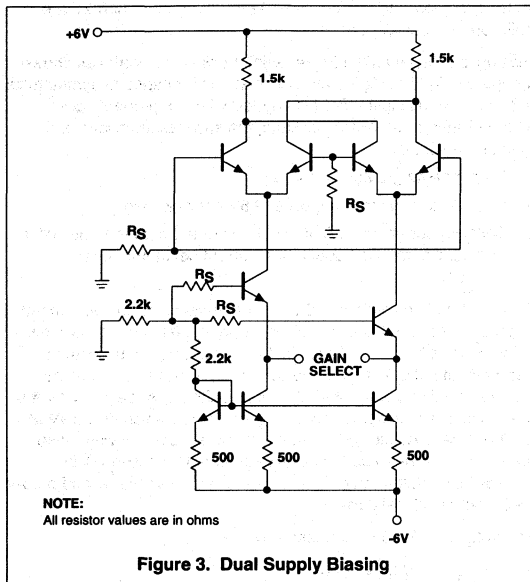 +6V
1.5k
1.5k
RS
RS
RS
2.2k
RS
2.2k
GAIN
SELECT
500
500
500
NOTE:
All resistor values are in ohms
-6V
Figure 3. Dual Supply Biasing